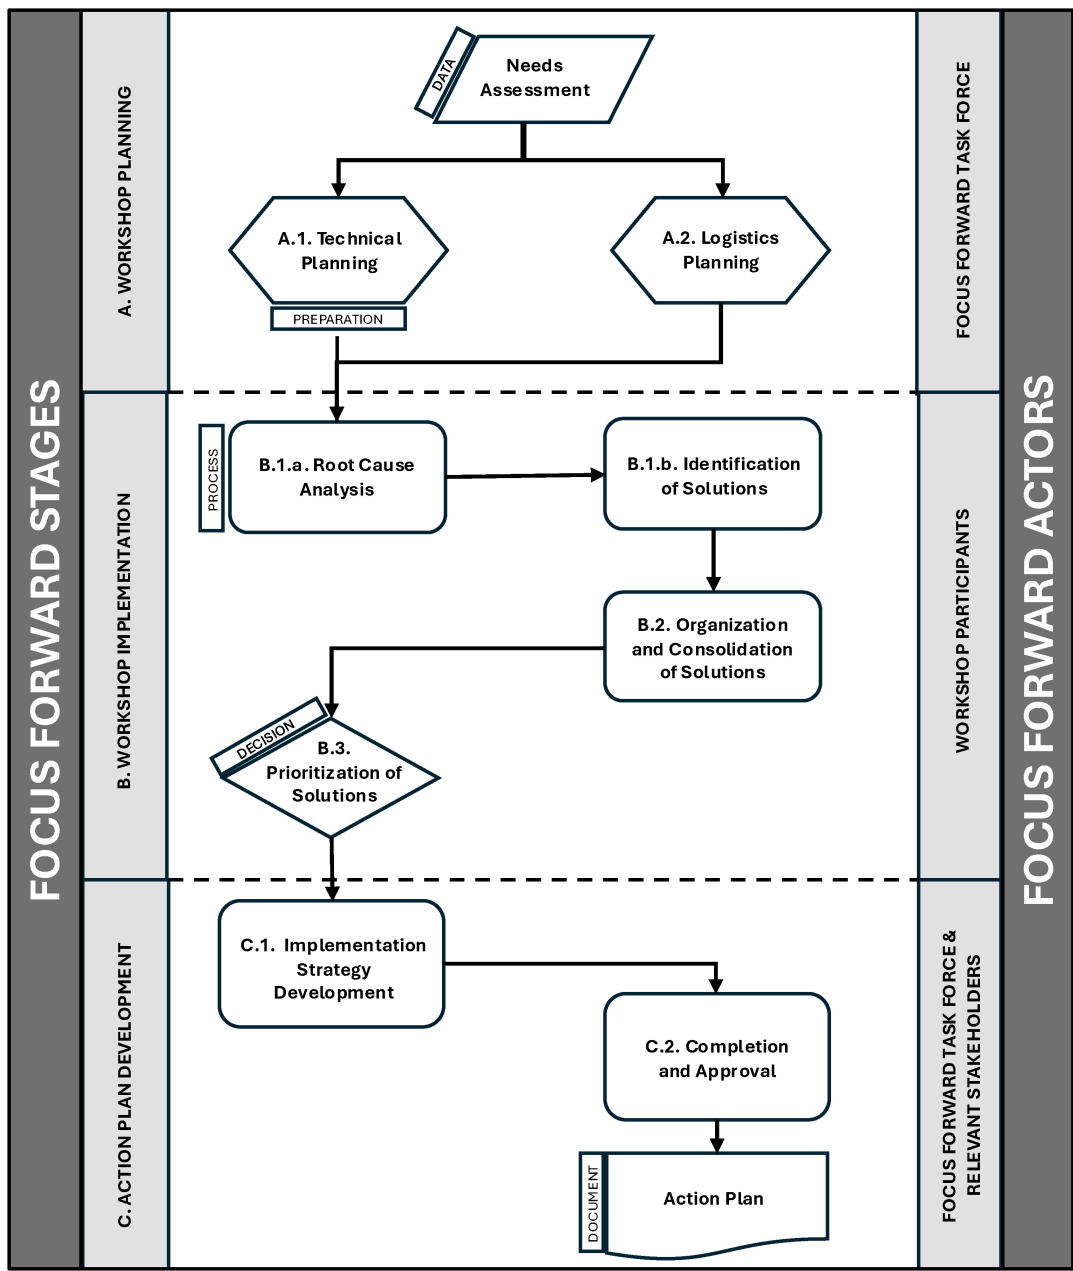 FOCUS FORWARD STAGES
FOCUS FORWARD ACTORS
A. WORKSHOP PLANNING
FOCUS FORWARD TASK FORCE
DATA
Needs
Assessment
A.1. Technical
Planning
PREPARATION
A.2. Logistics
Planning
B. WORKSHOP IMPLEMENTATION
WORKSHOP PARTICIPANTS
PROCESS
B.1.a. Root Cause
Analysis
B.1.b. Identification
of Solutions
B.2. Organization
and Consolidation
of Solutions
DECISION
B.3.
Prioritization of
Solutions
C. ACTION PLAN DEVELOPMENT
FOCUS FORWARD TASK FORCE &
RELEVANT STAKEHOLDERS
C.1. Implementation
Strategy
Development
C.2. Completion
and Approval
DOCUMENT
Action Plan